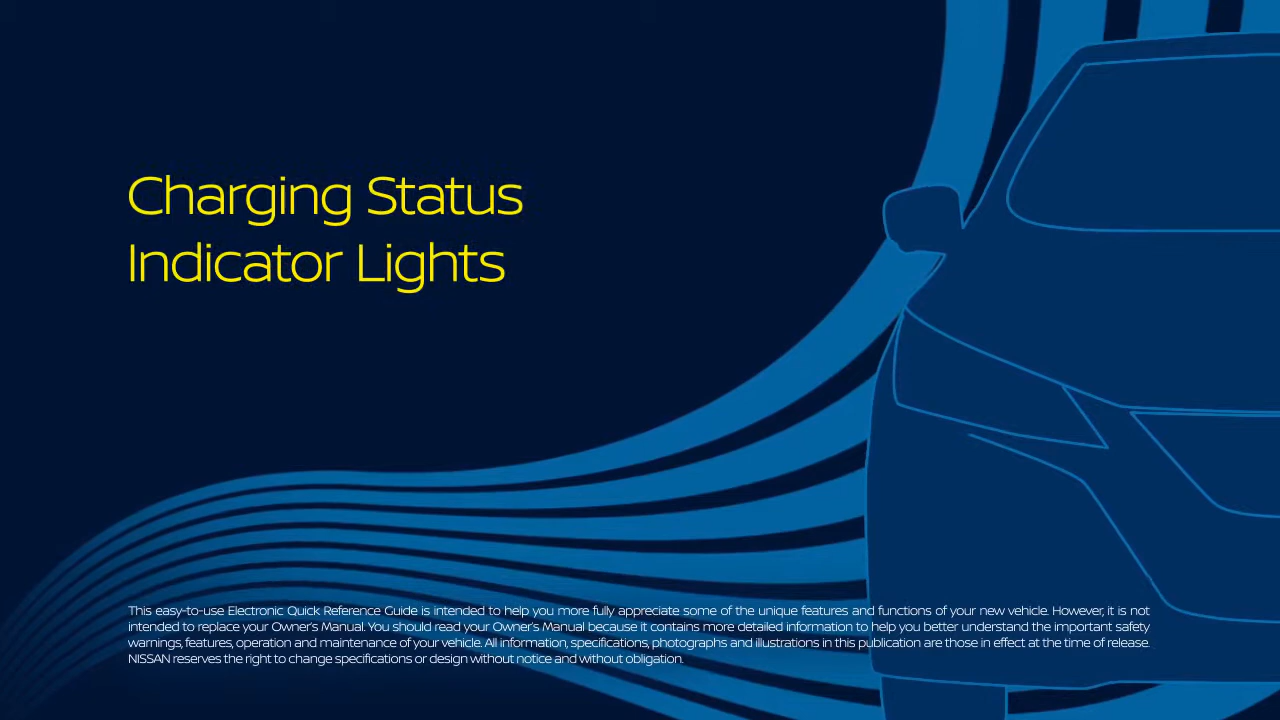 Charging Status
Indicator Lights
This easy-to-use Electronic Quick Reference Guide is intended to help you more fully appreciate some of the unique features and functions of your new vehicle. However, it is not
intended to replace your Owner's Manual. You should read your Owner's Manual because it contains more detailed information to help you better understand the important safety
warnings, features, operation and maintenance of your vehicle. All information, specifications, photographs and illustrations in this publication are those in effect at the time of release.
NISSAN reserves the right to change specifications or design without notice and without obligation.